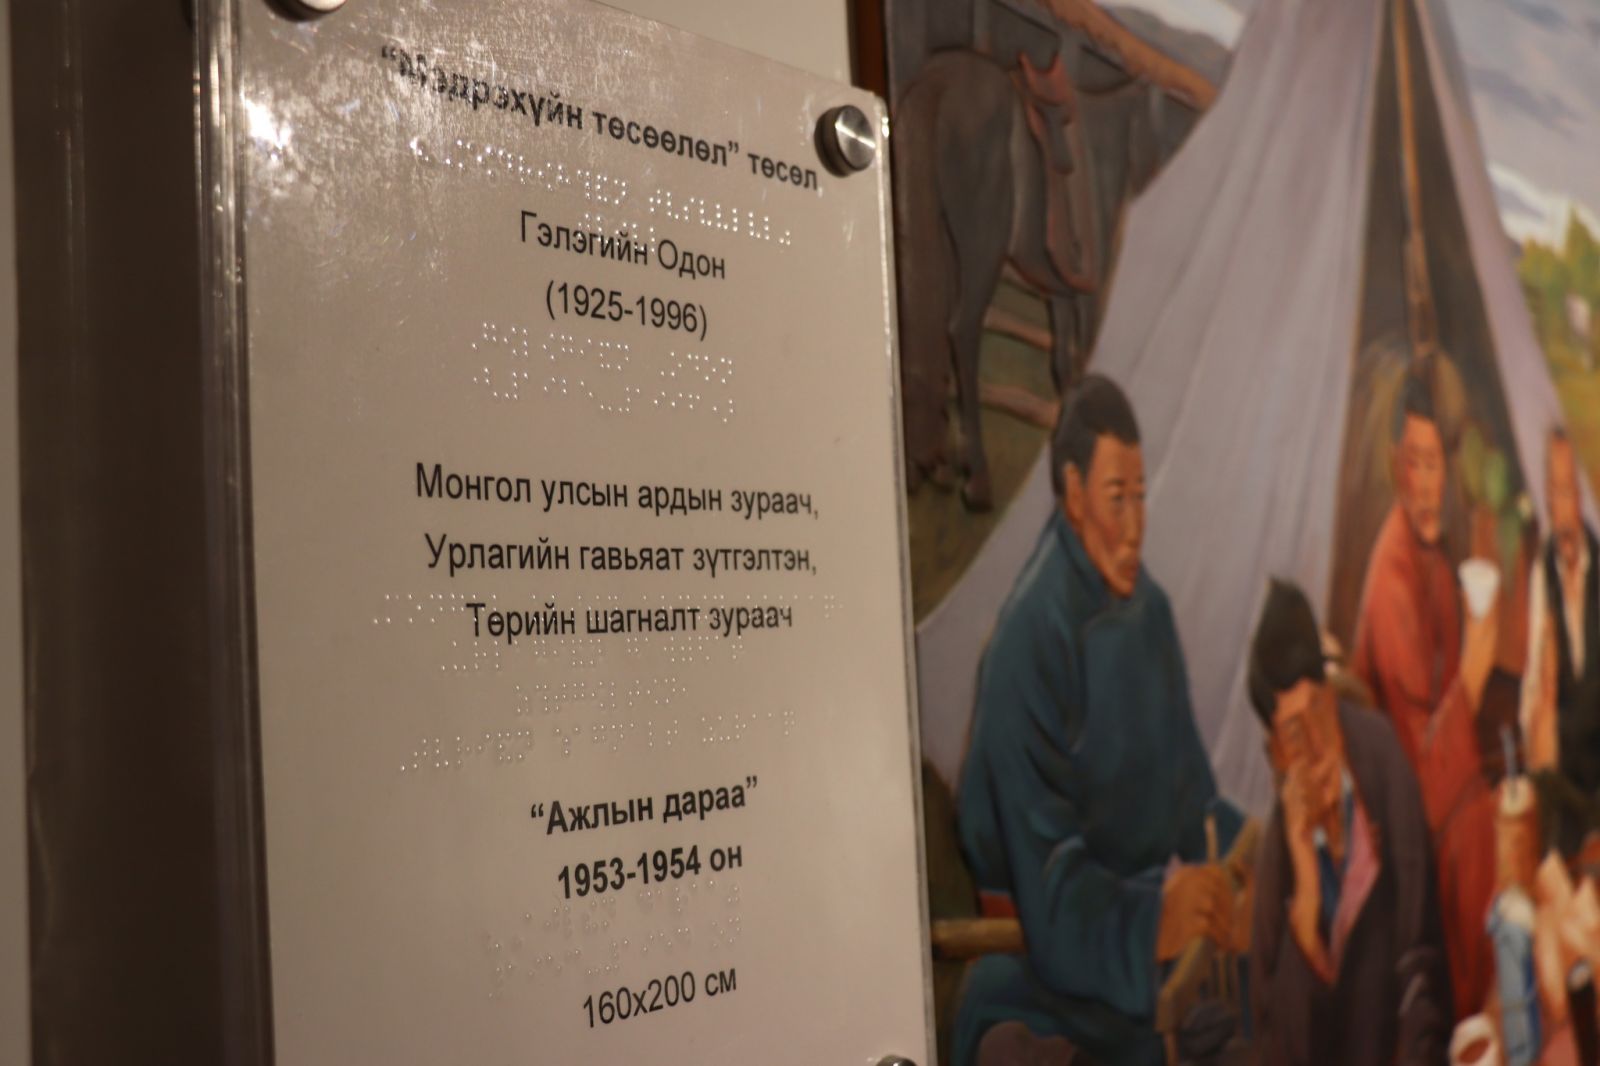 “Мэдрэхүйн төсөөлөл” төсөл
Гэлэгийн Одон
(1925-1996)
Монгол улсын ардын зураач,
Урлагийн гавьяат зүтгэлтэн,
Төрийн шагналт зураач
“Ажлын дараа”
1953-1954 он
160x200 см